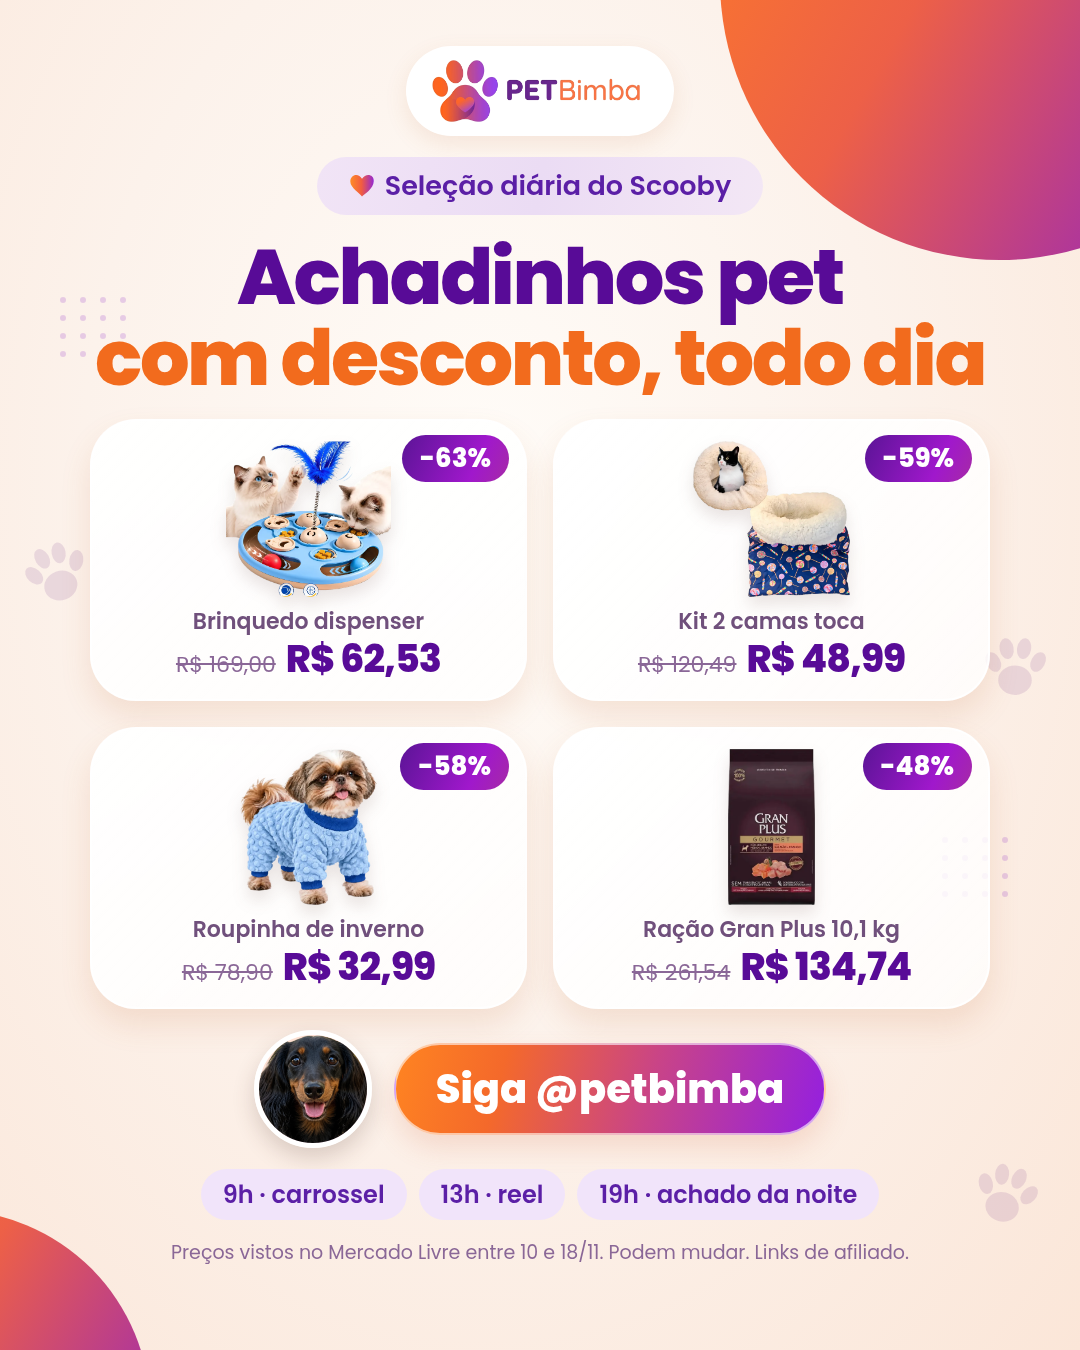 PETBimba
Seleção diária do Scooby
Achadinhos pet
com desconto, todo dia
-63%
Brinquedo dispenser
R$ 169,00 R$ 62,53
-59%
Kit 2 camas toca
R$ 120,49 R$ 48,99
-58%
Roupinha de inverno
R$ 78,90 R$ 32,99
-48%
GRAN
PLUS
GOURMET
Ração Gran Plus 10,1 kg
R$ 261,54 R$ 134,74
Siga @petbimba
9h · carrossel
13h · reel
19h · achado da noite
Preços vistos no Mercado Livre entre 10 e 18/11. Podem mudar. Links de afiliado.